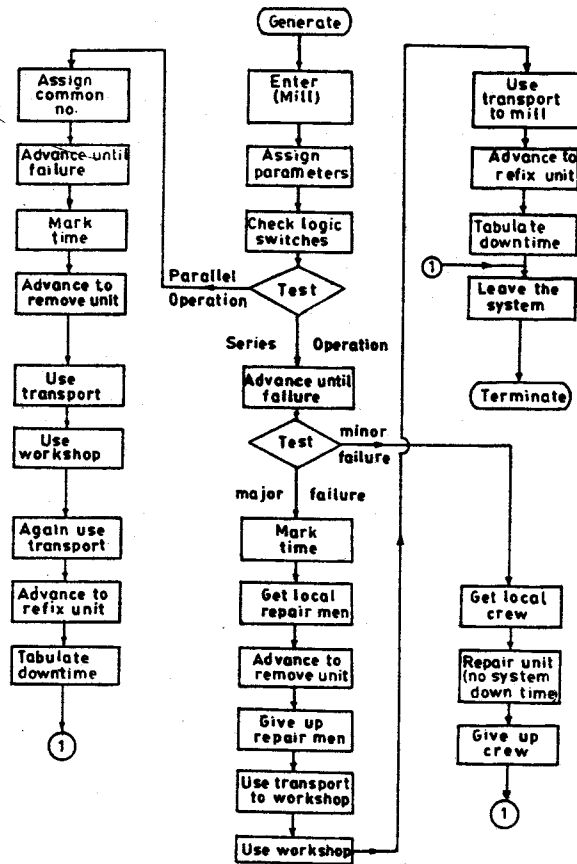 Generate
Enter
(Mill)
Assign
parameters
Check logic
switches
Test
Parallel
Operation
Series Operation
Assign
common
no.
Advance until
failure
Mark
time
Advance to
remove unit
Use
transport
Use
workshop
Again use
transport
Advance to
refix unit
Tabulate
downtime
1
Advance until
failure
Test
minor
failure
major failure
Mark
time
Get local
repair men
Advance to
remove unit
Give up
repair men
Use transport
to workshop
Use workshop
Use
transport
to mill
Advance to
refix unit
Tabulate
downtime
1
Leave the
system
Terminate
Get local
crew
Repair unit
(no system
down time)
Give up
crew
1